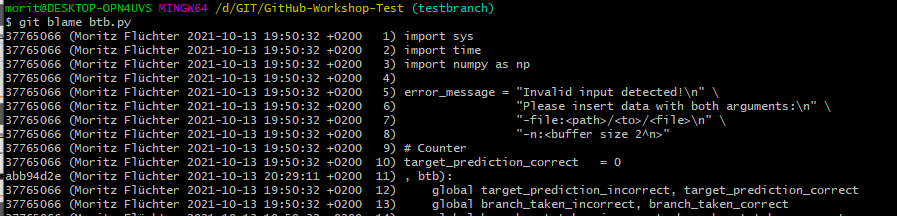 morit@DESKTOP-OPN4UVS MINGW64 /d/GIT/GitHub-Workshop-Test (testbranch)
$ git blame btb.py
37765066 (Moritz Flüchter 2021-10-13 19:50:32 +0200   1) import sys
37765066 (Moritz Flüchter 2021-10-13 19:50:32 +0200   2) import time
37765066 (Moritz Flüchter 2021-10-13 19:50:32 +0200   3) import numpy as np
37765066 (Moritz Flüchter 2021-10-13 19:50:32 +0200   4)
37765066 (Moritz Flüchter 2021-10-13 19:50:32 +0200   5) error_message = "Invalid input detected!\n" \
37765066 (Moritz Flüchter 2021-10-13 19:50:32 +0200   6)                 "Please insert data with both arguments:\n" \
37765066 (Moritz Flüchter 2021-10-13 19:50:32 +0200   7)                 "-file:<path>/<to>/<file>\n" \
37765066 (Moritz Flüchter 2021-10-13 19:50:32 +0200   8)                 "-n:<buffer size 2^n>"
37765066 (Moritz Flüchter 2021-10-13 19:50:32 +0200   9) # Counter
37765066 (Moritz Flüchter 2021-10-13 19:50:32 +0200  10) target_prediction_correct   = 0
abb94d2e (Moritz Flüchter 2021-10-13 20:29:11 +0200  11) , btb):
37765066 (Moritz Flüchter 2021-10-13 19:50:32 +0200  12)     global target_prediction_incorrect, target_prediction_correct
37765066 (Moritz Flüchter 2021-10-13 19:50:32 +0200  13)     global branch_taken_incorrect, branch_taken_correct